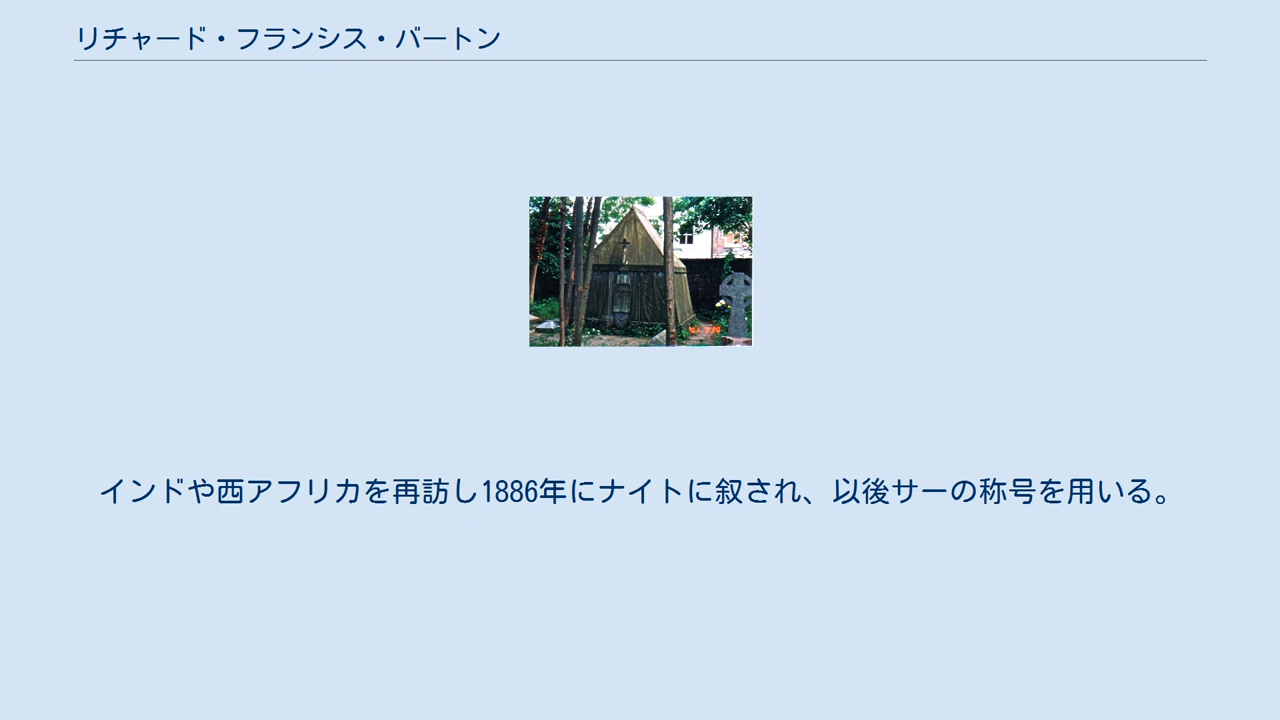 リチャード・フランシス・バートン
インドや西アフリカを再訪し1886年にナイトに叙され、以後サーの称号を用いる。